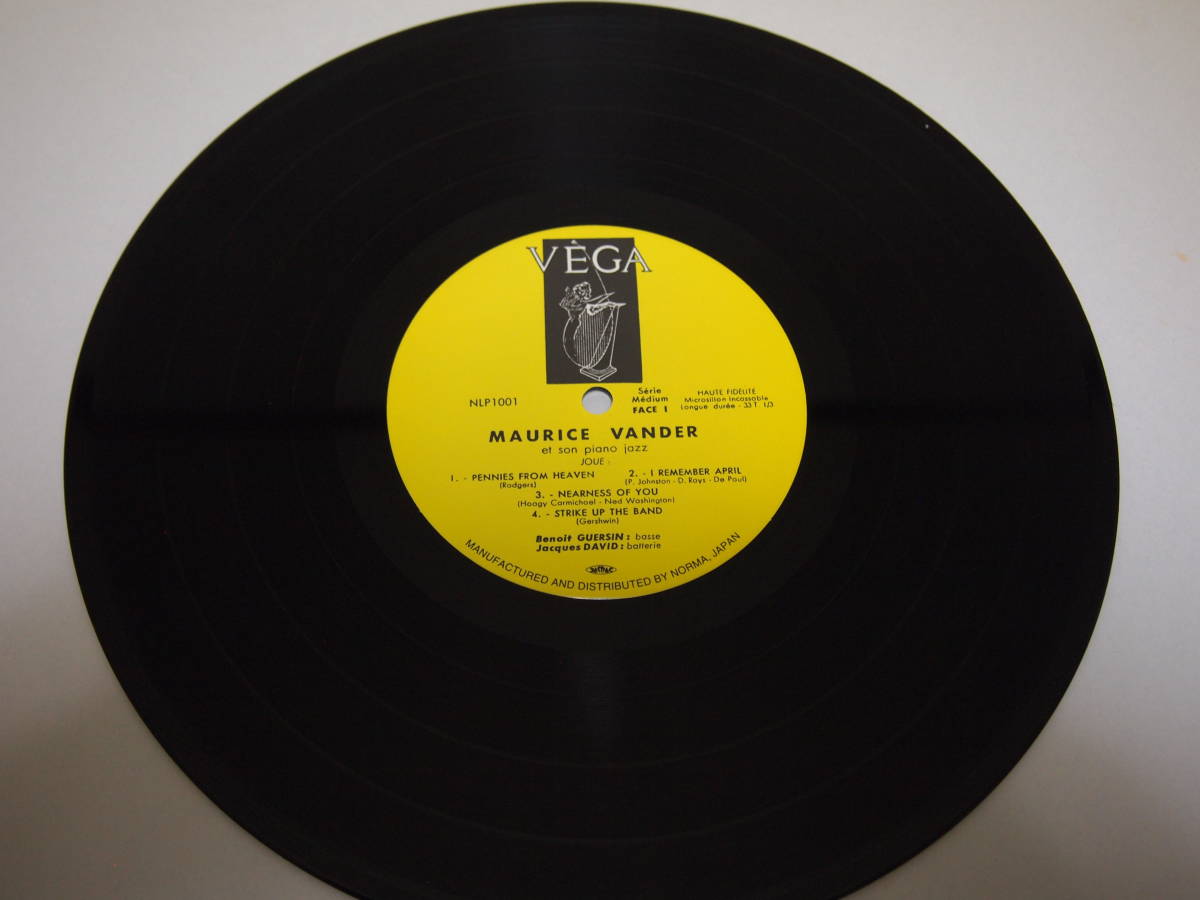 VÈGA
NLP1001
Série
Médium
FACE 1
HAUTE FIDELITE
Microsillon Incassable
Longue durée - 33 T 1/3
MAURICE VANDER
et son piano jazz
JOUE :
1. - PENNIES FROM HEAVEN
(Rodgers)
2. - I REMEMBER APRIL
(P. Johnston - D. Rays - De Paul)
3. - NEARNESS OF YOU
(Hoagy Carmichael - Ned Washington)
4. - STRIKE UP THE BAND
(Gershwin)
Benoit GUERSIN : basse
Jacques DAVID : batterie
MANUFACTURED AND DISTRIBUTED BY NORMA, JAPAN